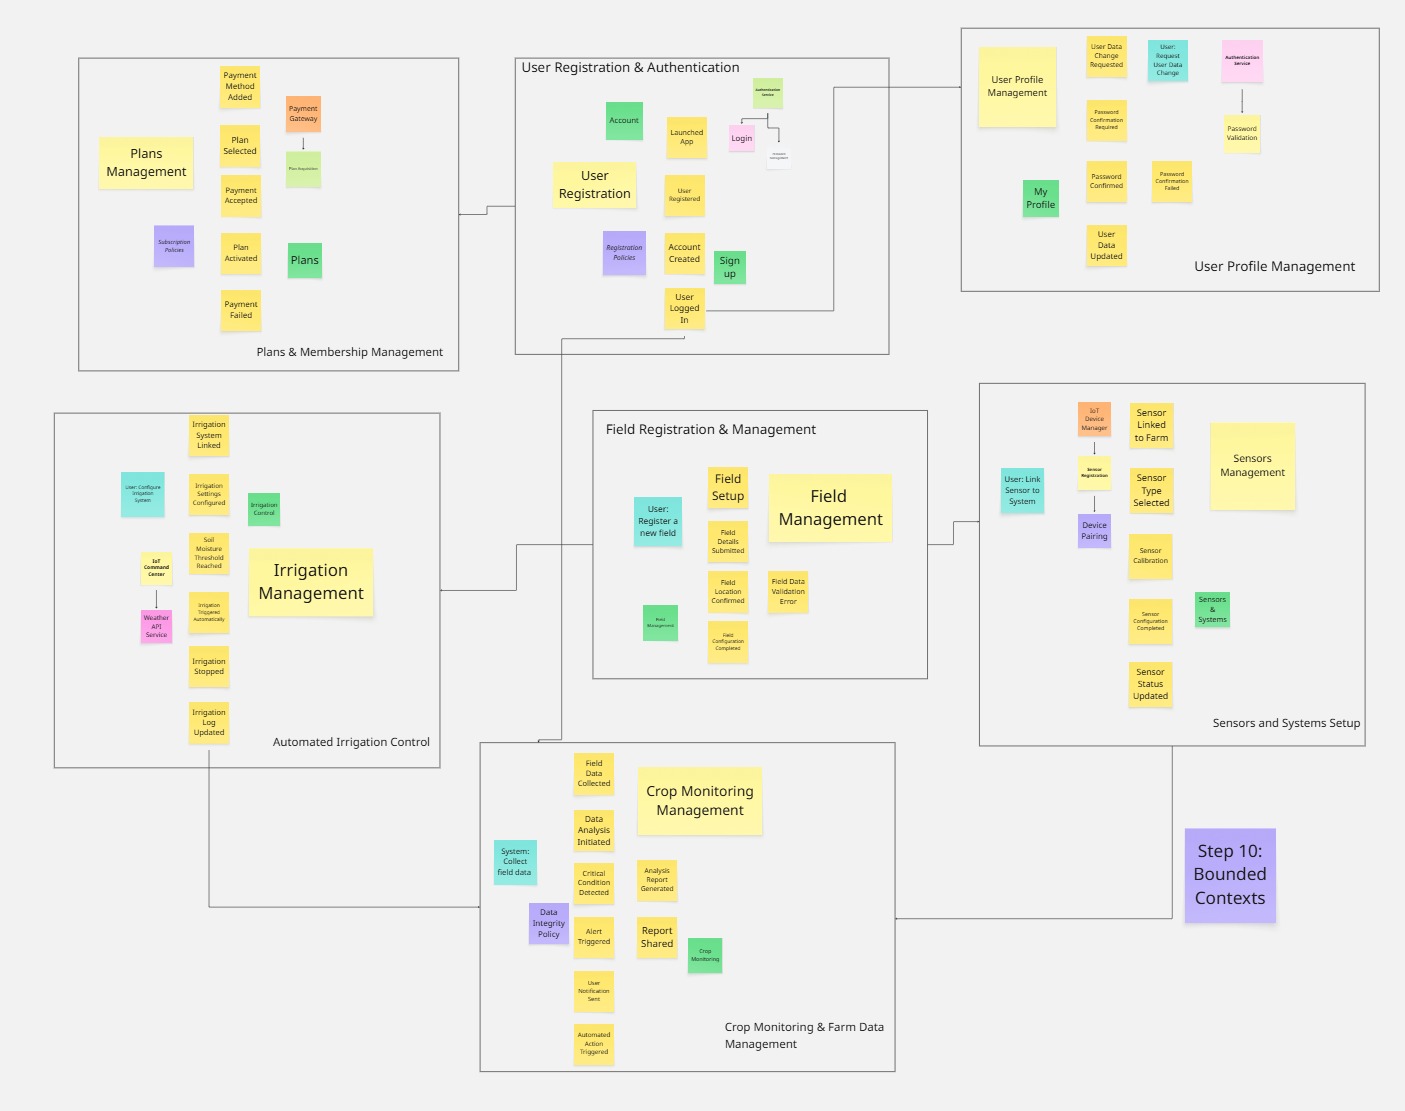 Payment
Method
Added
Payment
Gateway
Plan
Selected
Plans
Management
Plan Acquisition
Payment
Accepted
Subscription
Policies
Plan
Activated
Plans
Payment
Failed
Plans & Membership Management
User Registration & Authentication
Authentication
Service
Account
Launched
App
Login
User
Registration
User
Registered
Registration
Policies
Account
Created
Sign
up
User
Logged
In
User Profile
Management
User Data
Change
Requested
User:
Request
User Data
Change
Authentication
Service
Password
Confirmation
Required
Password
Validation
My
Profile
Password
Confirmed
Password
Confirmation
Failed
User
Data
Updated
User Profile Management
Irrigation
System
Linked
User: Configure
Irrigation
System
Irrigation
Settings
Configured
Irrigation
Control
Soil
Moisture
Threshold
Reached
IoT
Command
Center
Irrigation
Management
Weather
API
Service
Irrigation
Triggered
Automatically
Irrigation
Stopped
Irrigation
Log
Updated
Automated Irrigation Control
Field Registration & Management
Field
Setup
Field
Management
User:
Register a
new field
Field
Details
Submitted
Field
Location
Confirmed
Field Data
Validation
Error
Field
Management
Field
Configuration
Completed
IoT
Device
Manager
Sensor
Linked
to Farm
Sensors
Management
User: Link
Sensor to
System
Sensor
Registration
Sensor
Type
Selected
Device
Pairing
Sensor
Calibration
Sensor
Configuration
Completed
Sensors
&
Systems
Sensor
Status
Updated
Sensors and Systems Setup
Field
Data
Collected
Crop Monitoring
Management
Data
Analysis
Initiated
System:
Collect
field data
Critical
Condition
Detected
Analysis
Report
Generated
Data
Integrity
Policy
Alert
Triggered
Report
Shared
Crop
Monitoring
User
Notification
Sent
Automated
Action
Triggered
Crop Monitoring & Farm Data
Management
Step 10:
Bounded
Contexts